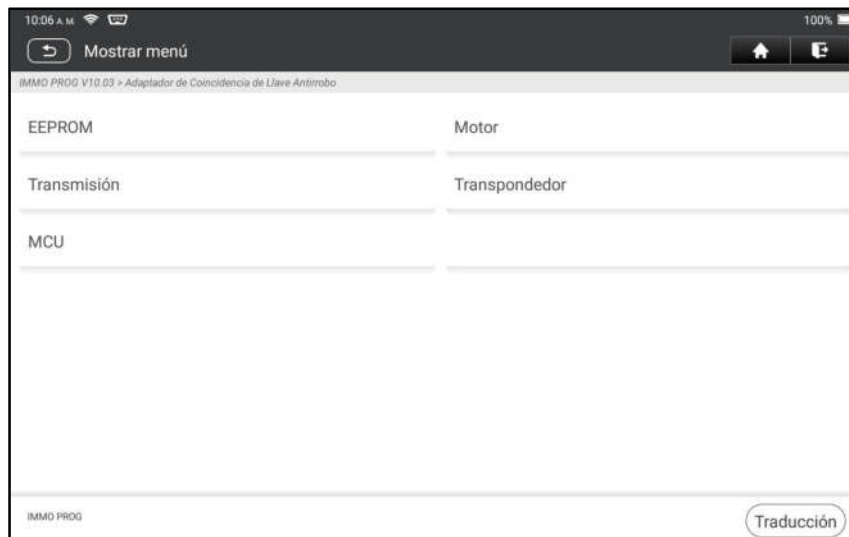 10:06 A.M.
100%
Mostrar menú
IMMO PROG V10.03 > Adaptador de Coincidencia de Llave Antirrobo
EEPROM
Motor
Transmisión
Transpondedor
MCU
IMMO PROG
Traducción